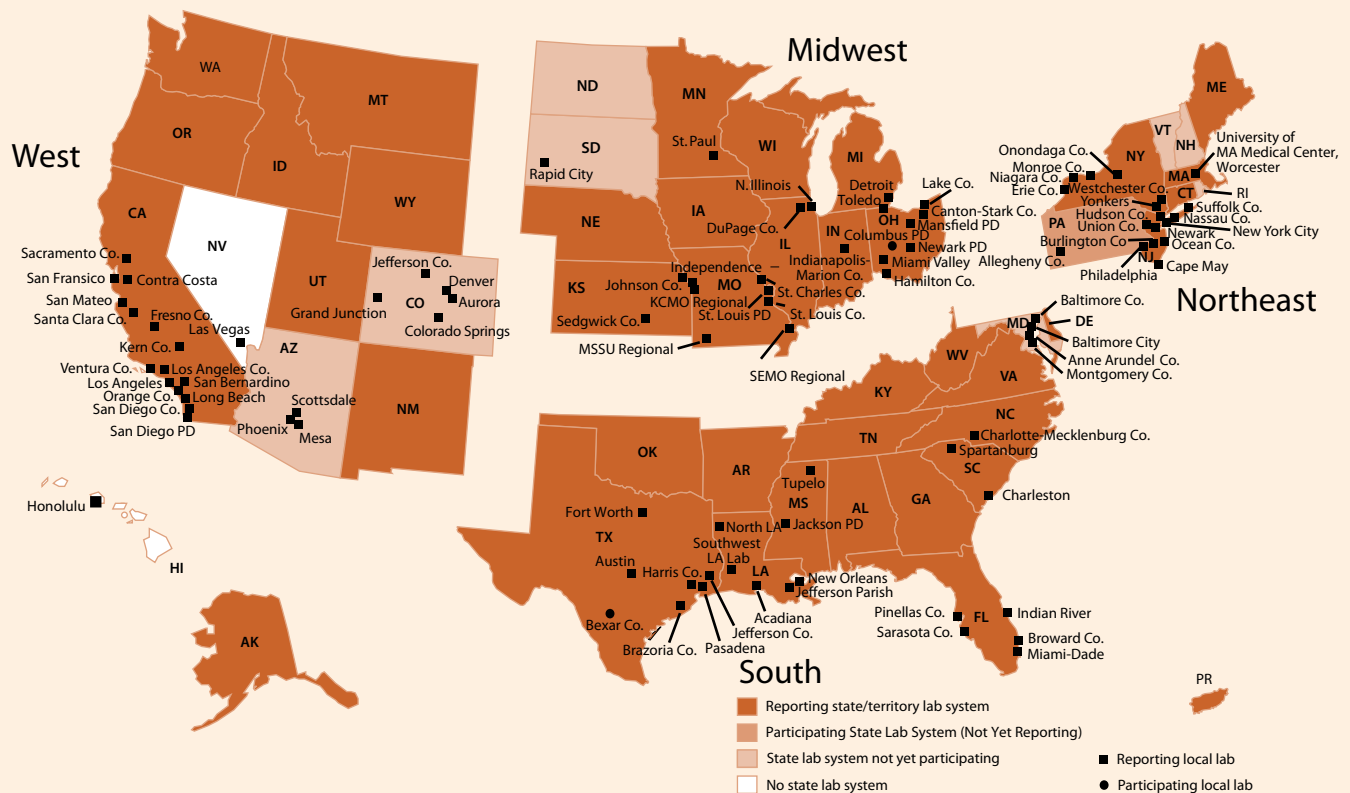 Midwest
West
Northeast
South
WA
MT
OR
ID
WY
CA
NV
UT
CO
AZ
NM
HI
AK
Sacramento Co.
San Fransico
Contra Costa
San Mateo
Santa Clara Co.
Fresno Co.
Las Vegas
Kern Co.
Ventura Co.
Los Angeles Co.
Los Angeles
San Bernardino
Orange Co.
Long Beach
San Diego Co.
San Diego PD
Jefferson Co.
Denver
Aurora
Grand Junction
Colorado Springs
Scottsdale
Phoenix
Mesa
Honolulu
ND
SD
MN
WI
MI
NE
IA
IL
IN
OH
KS
MO
Rapid City
St. Paul
N. Illinois
DuPage Co.
Detroit
Toledo
Lake Co.
Canton-Stark Co.
Mansfield PD
Columbus PD
Newark PD
Miami Valley
Hamilton Co.
Indianapolis-
Marion Co.
Independence
Johnson Co.
KCMO Regional
St. Charles Co.
St. Louis PD
St. Louis Co.
Sedgwick Co.
MSSU Regional
SEMO Regional
ME
VT
NH
NY
MA
CT
RI
PA
NJ
University of
MA Medical Center,
Worcester
Onondaga Co.
Monroe Co.
Niagara Co.
Erie Co.
Westchester Co.
Yonkers
Hudson Co.
Union Co.
Suffolk Co.
Nassau Co.
New York City
Newark
Burlington Co
Ocean Co.
Allegheny Co.
Philadelphia
Cape May
MD
DE
WV
VA
KY
NC
TN
SC
OK
AR
MS
AL
GA
TX
LA
FL
Baltimore Co.
Baltimore City
Anne Arundel Co.
Montgomery Co.
Charlotte-Mecklenburg Co.
Spartanburg
Charleston
Tupelo
Jackson PD
Fort Worth
North LA
Southwest
LA Lab
Austin
Harris Co.
New Orleans
Jefferson Parish
Bexar Co.
Acadiana
Jefferson Co.
Brazoria Co.
Pasadena
Pinellas Co.
Sarasota Co.
Indian River
Broward Co.
Miami-Dade
PR
Reporting state/territory lab system
Participating State Lab System (Not Yet Reporting)
State lab system not yet participating
No state lab system
Reporting local lab
Participating local lab